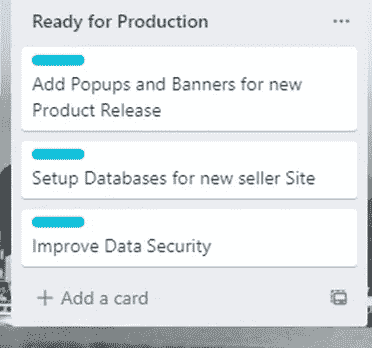 Ready for Production
Add Popups and Banners for new
Product Release
Setup Databases for new seller Site
Improve Data Security
+ Add a card